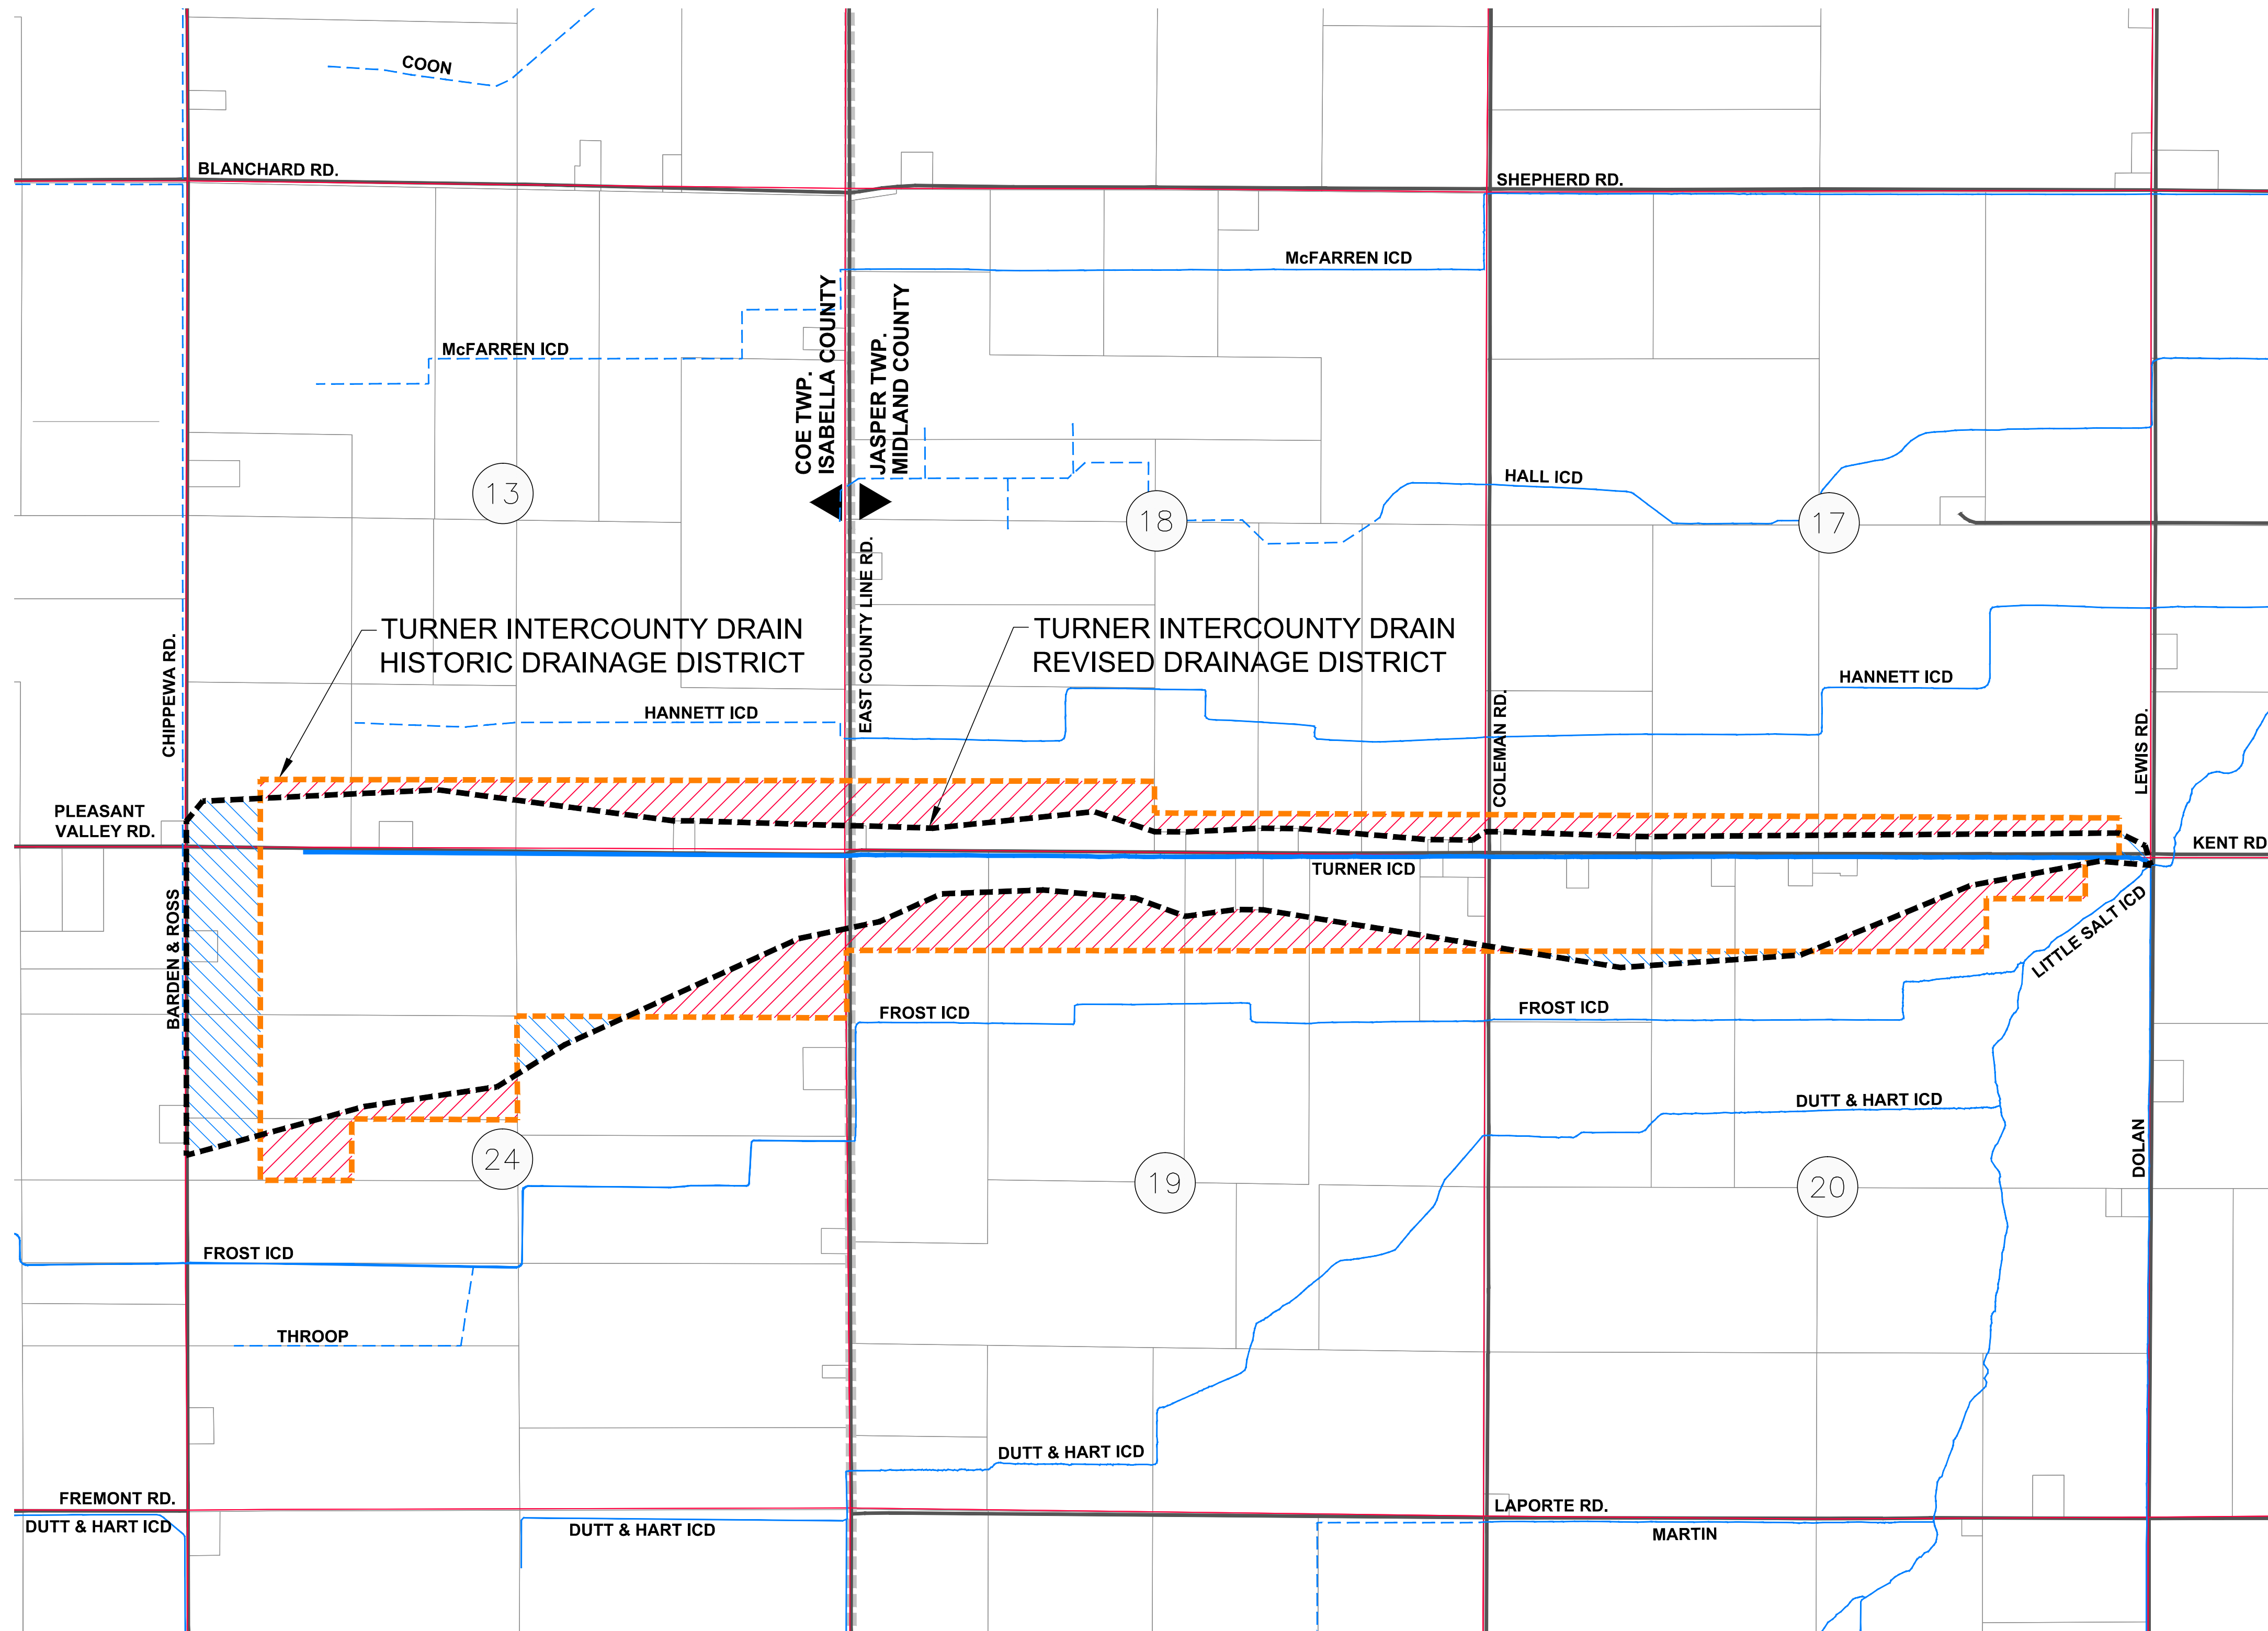 COON
BLANCHARD RD.
SHEPHERD RD.
McFARREN ICD
McFARREN ICD
COE TWP.
ISABELLA COUNTY
JASPER TWP.
MIDLAND COUNTY
13
18
HALL ICD
17
EAST COUNTY LINE RD.
TURNER INTERCOUNTY DRAIN
HISTORIC DRAINAGE DISTRICT
TURNER INTERCOUNTY DRAIN
REVISED DRAINAGE DISTRICT
CHIPPEWA RD.
HANNETT ICD
HANNETT ICD
COLEMAN RD.
LEWIS RD.
PLEASANT
VALLEY RD.
KENT RD
TURNER ICD
BARDEN & ROSS
LITTLE SALT ICD
FROST ICD
FROST ICD
DUTT & HART ICD
DOLAN
24
19
20
FROST ICD
THROOP
DUTT & HART ICD
FREMONT RD.
LAPORTE RD.
DUTT & HART ICD
DUTT & HART ICD
MARTIN